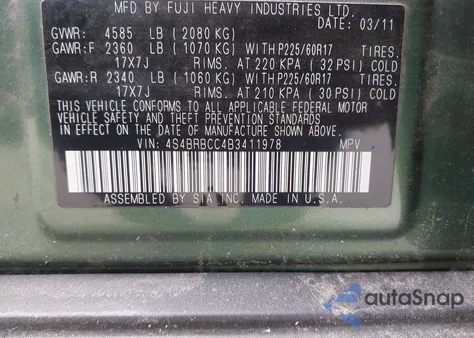 MFD BY FUJI HEAVY INDUSTRIES LTD.
DATE: 03/11
GVWR: 4585 LB (2080 KG)
GAWR:F 2360 LB (1070 KG) WITH P225/60R17 TIRES.
17X7J RIMS. AT 220 KPA (32 PSI) COLD
GAWR:R 2340 LB (1060 KG) WITH P225/60R17 TIRES.
17X7J RIMS. AT 210 KPA (30 PSI) COLD
THIS VEHICLE CONFORMS TO ALL APPLICABLE FEDERAL MOTOR
VEHICLE SAFETY AND THEFT PREVENTION STANDARDS
IN EFFECT ON THE DATE OF MANUFACTURE SHOWN ABOVE.
VIN: 4S4BRBCC4B3411978 MPV
ASSEMBLED BY SIA INC. MADE IN U.S.A.
autoSnap